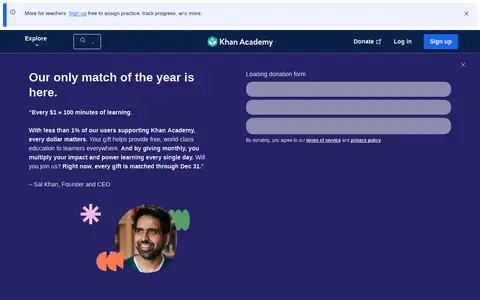 More for teachers: Sign up free to assign practice, track progress, and more.
Explore
Khan Academy
Donate
Log in
Sign up
Our only match of the year is
here.
"Every $1 = 100 minutes of learning.
With less than 1% of our users supporting Khan Academy,
every dollar matters. Your gift helps provide free, world-class
education to learners everywhere. And by giving monthly, you
multiply your impact and power learning every single day. Will
you join us? Right now, every gift is matched through Dec 31."
– Sal Khan, Founder and CEO
Loading donation form
By donating, you agree to our terms of service and privacy policy.